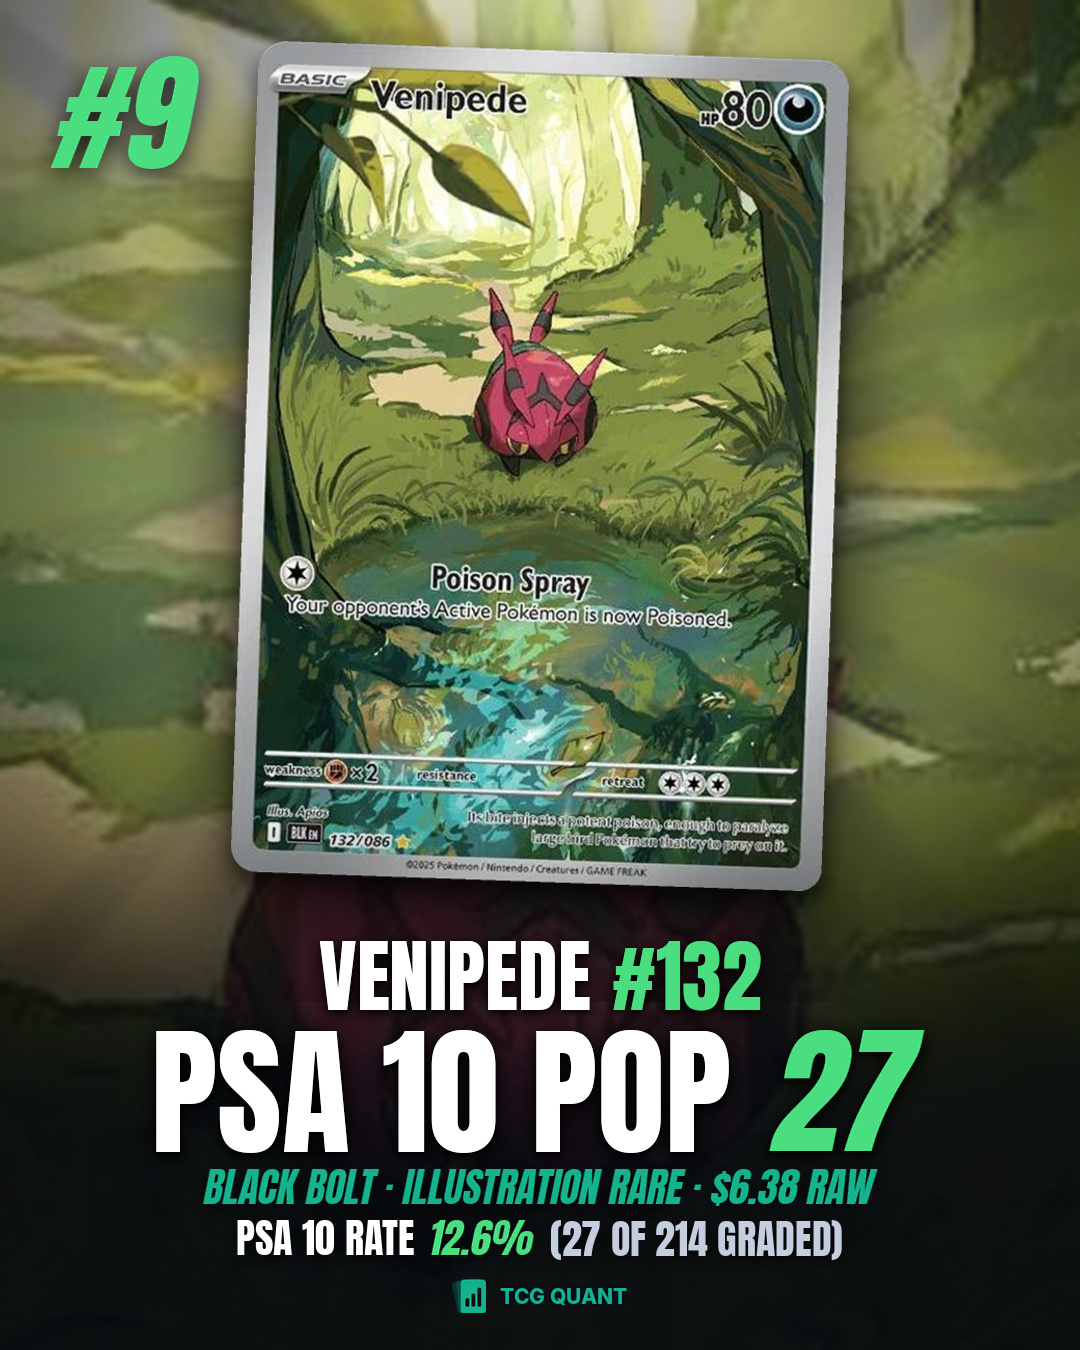 #9
BASIC
Venipede
HP 80
Poison Spray
Your opponent's Active Pokémon is now Poisoned.
weakness ×2 resistance retreat
Illus. Apios
Its bite injects a potent poison, enough to paralyze
large bird Pokémon that try to prey on it.
I BLK EN 132/086
©2025 Pokémon / Nintendo / Creatures / GAME FREAK
VENIPEDE #132
PSA 10 POP 27
BLACK BOLT · ILLUSTRATION RARE · $6.38 RAW
PSA 10 RATE 12.6% (27 OF 214 GRADED)
TCG QUANT